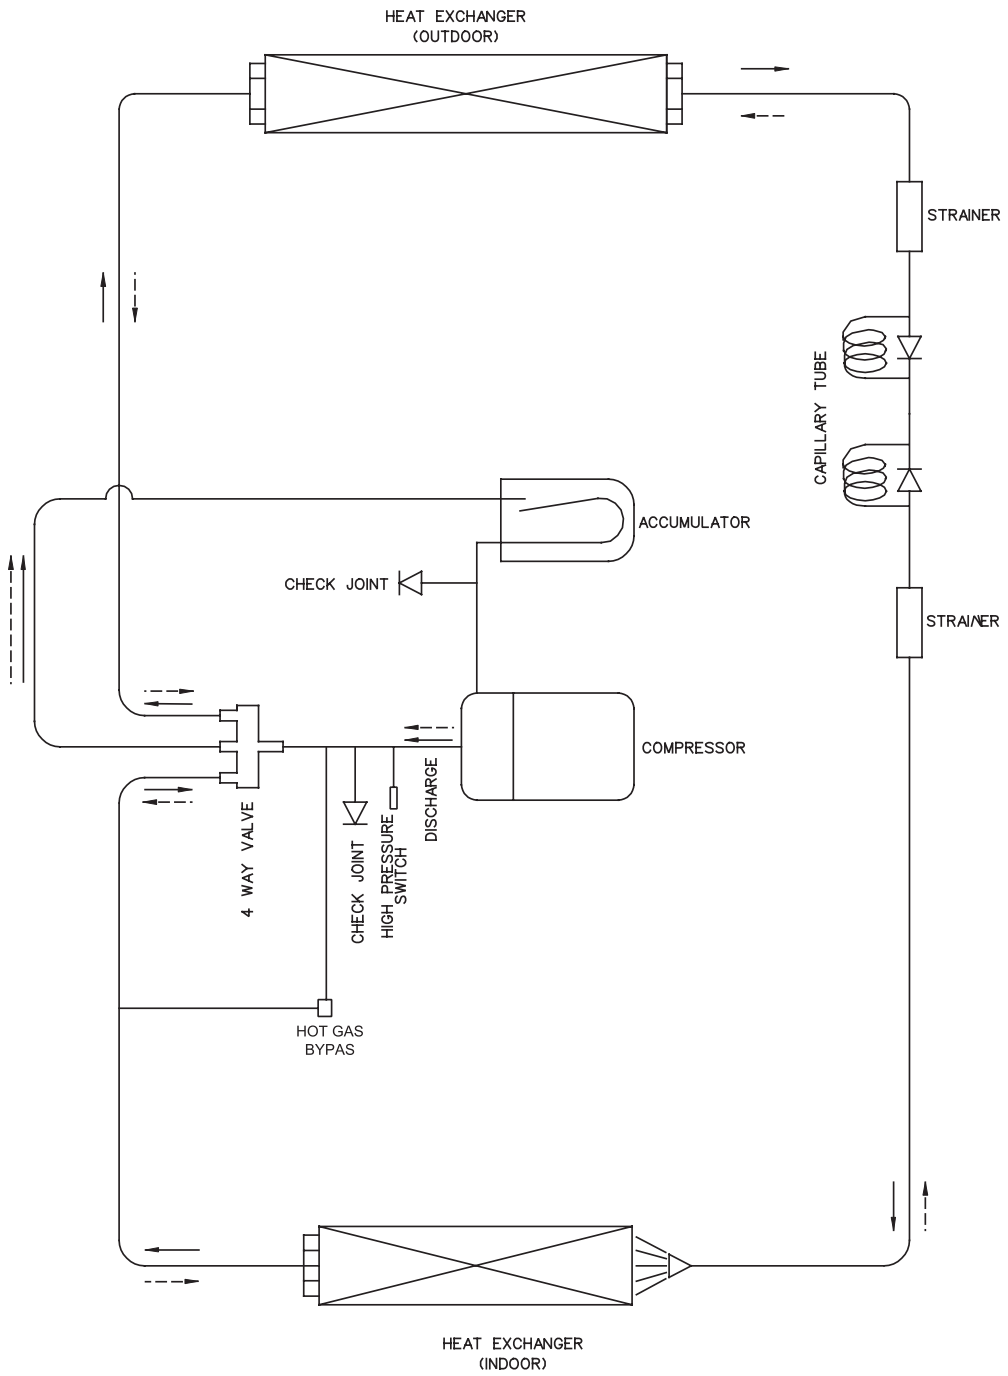 HEAT EXCHANGER
(OUTDOOR)
STRAINER
CAPILLARY TUBE
ACCUMULATOR
CHECK JOINT
STRAINER
COMPRESSOR
DISCHARGE
4 WAY VALVE
CHECK JOINT
HIGH PRESSURE
SWITCH
HOT GAS
BYPAS
HEAT EXCHANGER
(INDOOR)